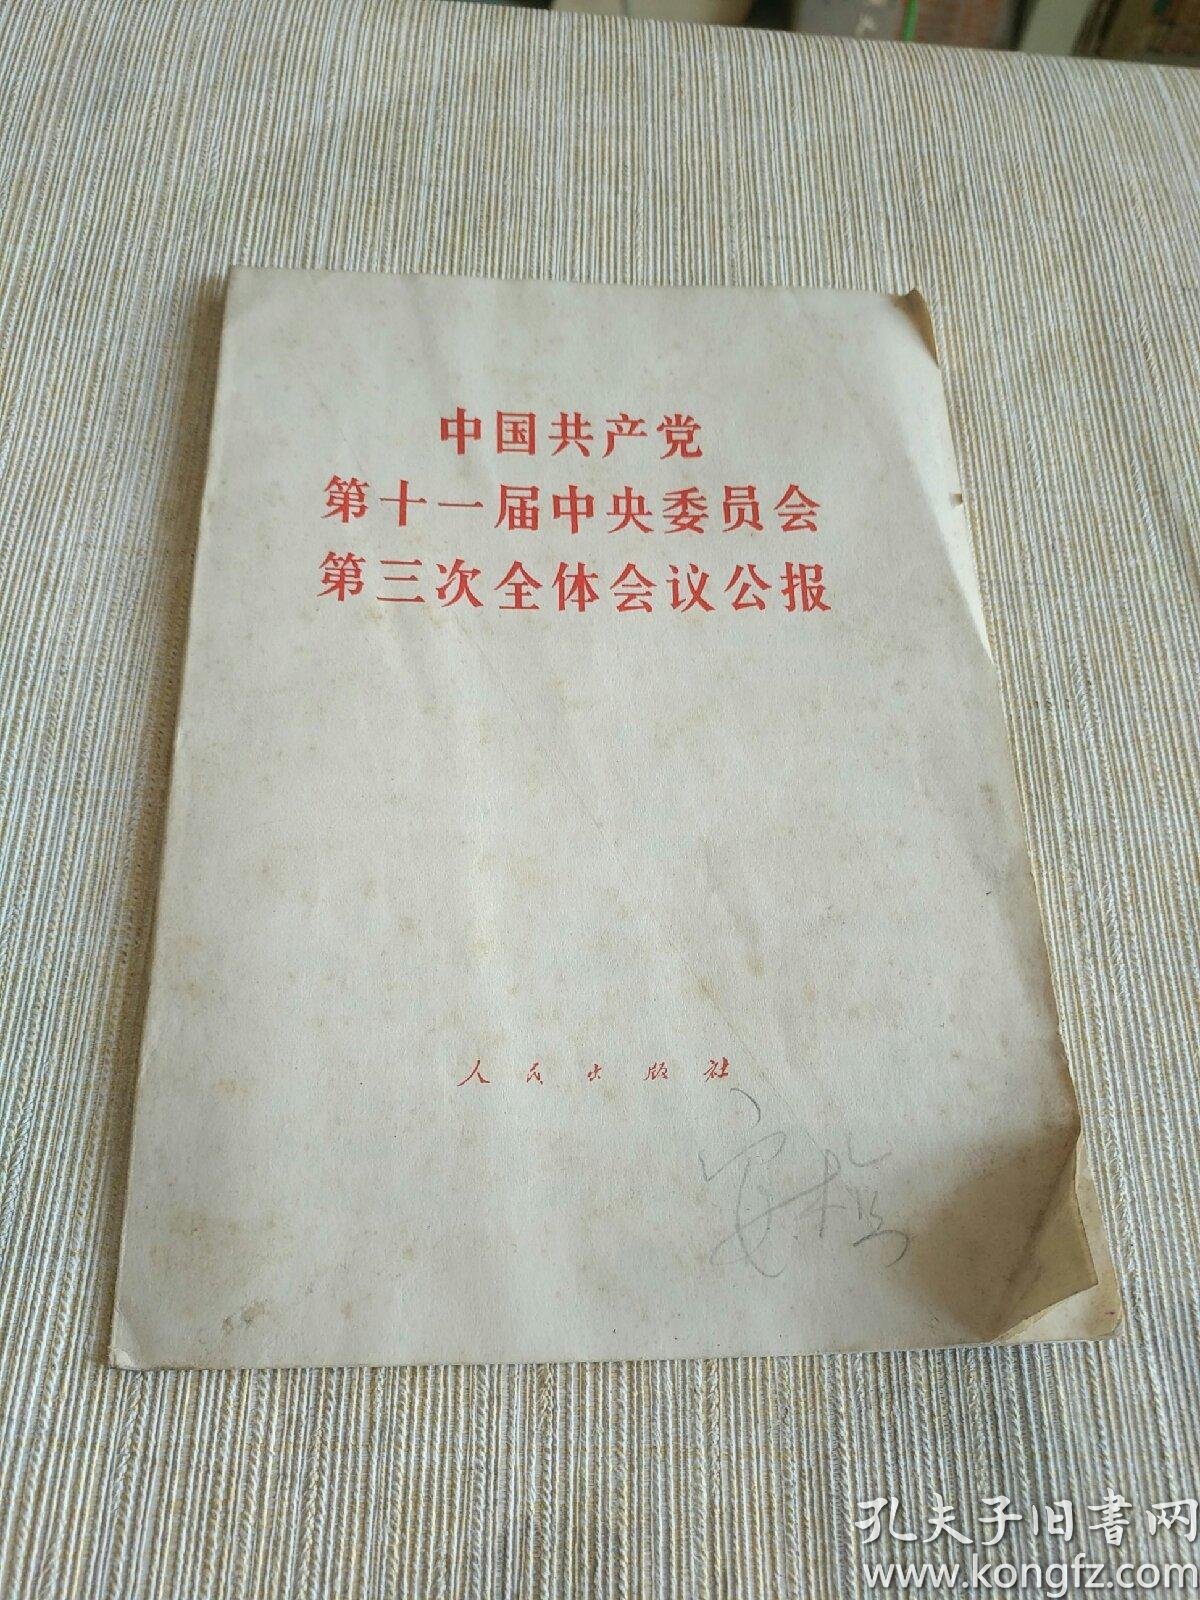 中国共产党
第十一届中央委员会
第三次全体会议公报
人民出版社
孔夫子旧书网
www.kongfz.com